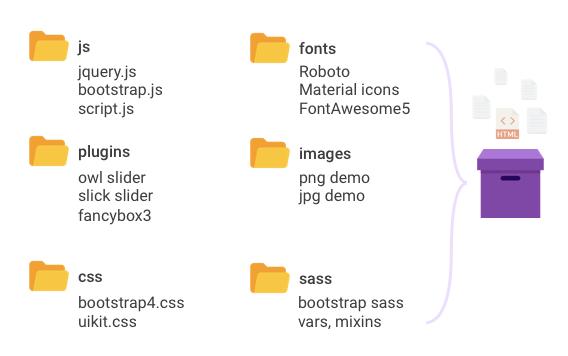 js
jquery.js
bootstrap.js
script.js
plugins
owl slider
slick slider
fancybox3
css
bootstrap4.css
uikit.css
fonts
Roboto
Material icons
FontAwesome5
images
png demo
jpg demo
sass
bootstrap sass
vars, mixins
<>
HTML